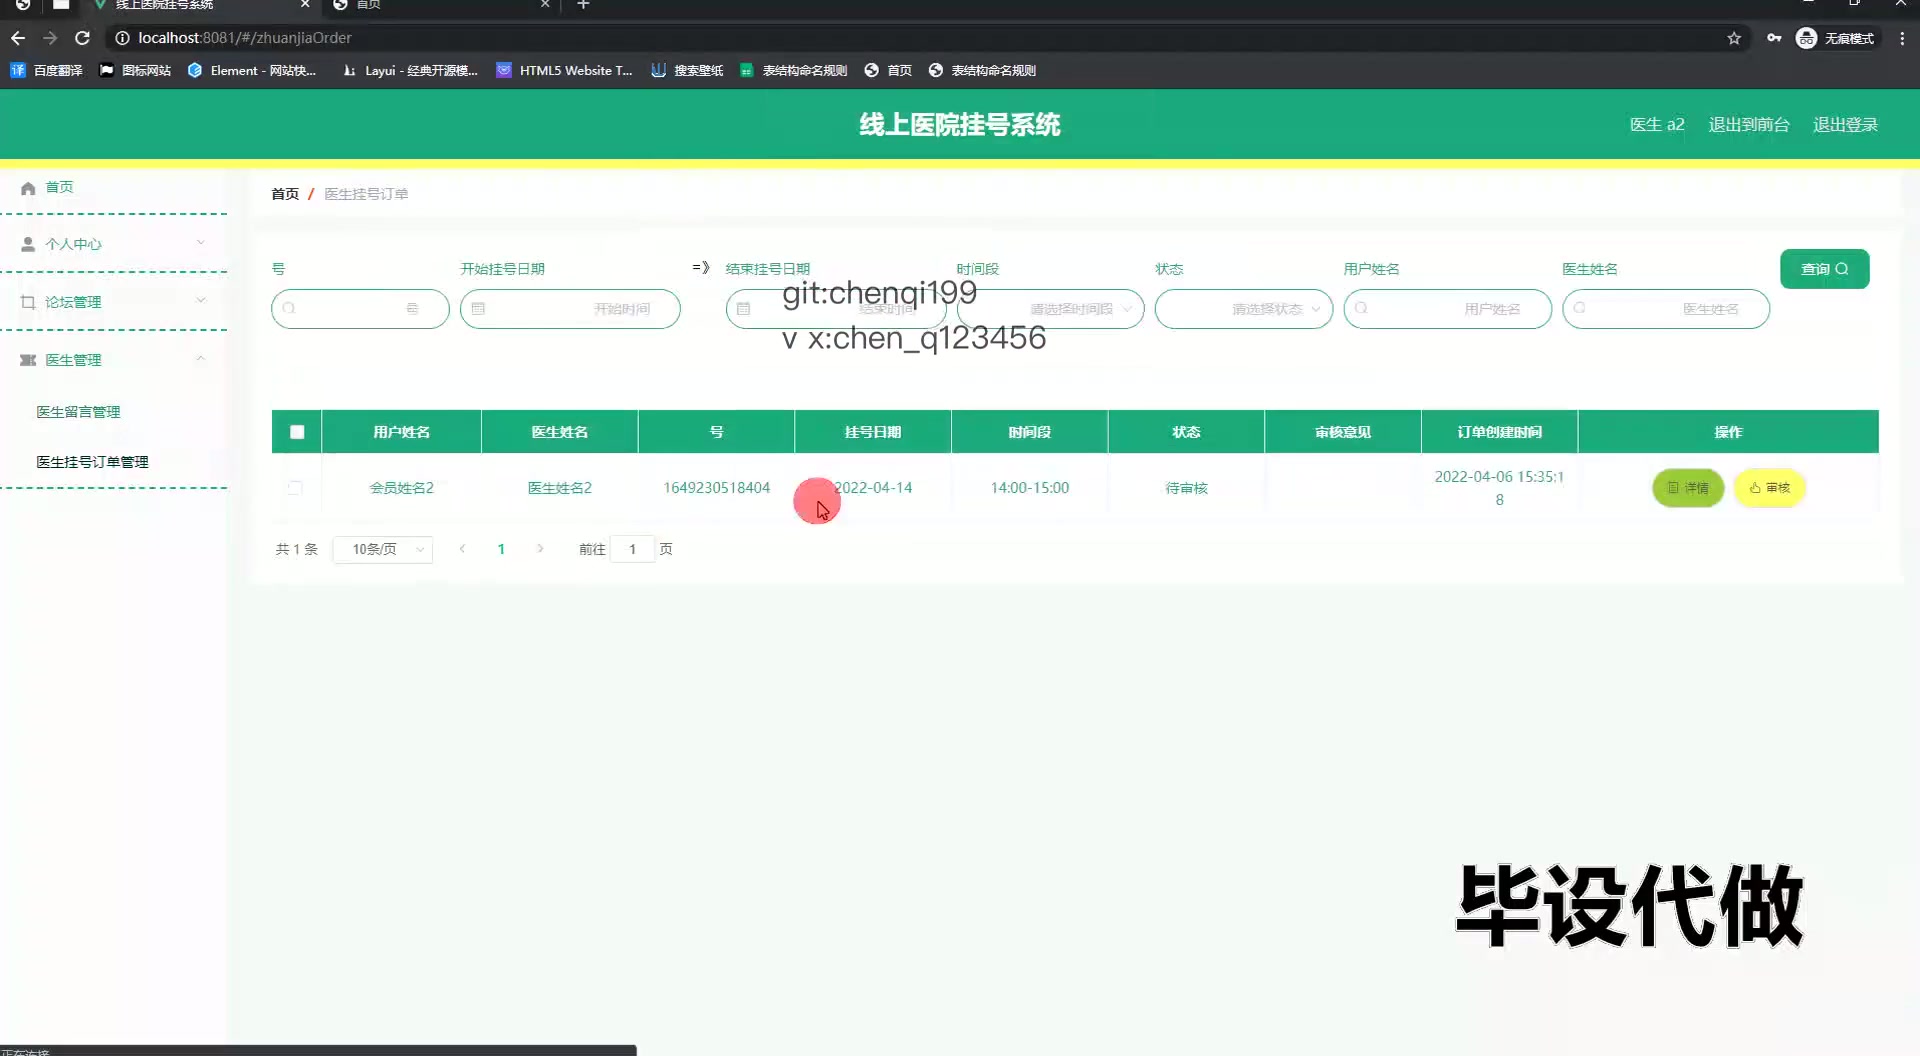 线上医院挂号系统
首页
localhost:8081/#/zhuanjiaOrder
无痕模式
百度翻译
图标网站
Element - 网站快...
Layui - 经典开源模...
HTML5 Website T...
搜索壁纸
表结构命名规则
首页
表结构命名规则
线上医院挂号系统
医生 a2
退出到前台
退出登录
首页
个人中心
论坛管理
医生管理
医生留言管理
医生挂号订单管理
首页 / 医生挂号订单
号
开始挂号日期
=》
结束挂号日期
时间段
状态
用户姓名
医生姓名
查询
号
开始时间
结束时间
请选择时间段
请选择状态
用户姓名
医生姓名
git:chenqi199
v x:chen_q123456
用户姓名
医生姓名
号
挂号日期
时间段
状态
审核意见
订单创建时间
操作
会员姓名2
医生姓名2
1649230518404
2022-04-14
14:00-15:00
待审核
2022-04-06 15:35:1
8
详情
审核
共 1 条
10条/页
1
前往
1
页
毕设代做
正在连接